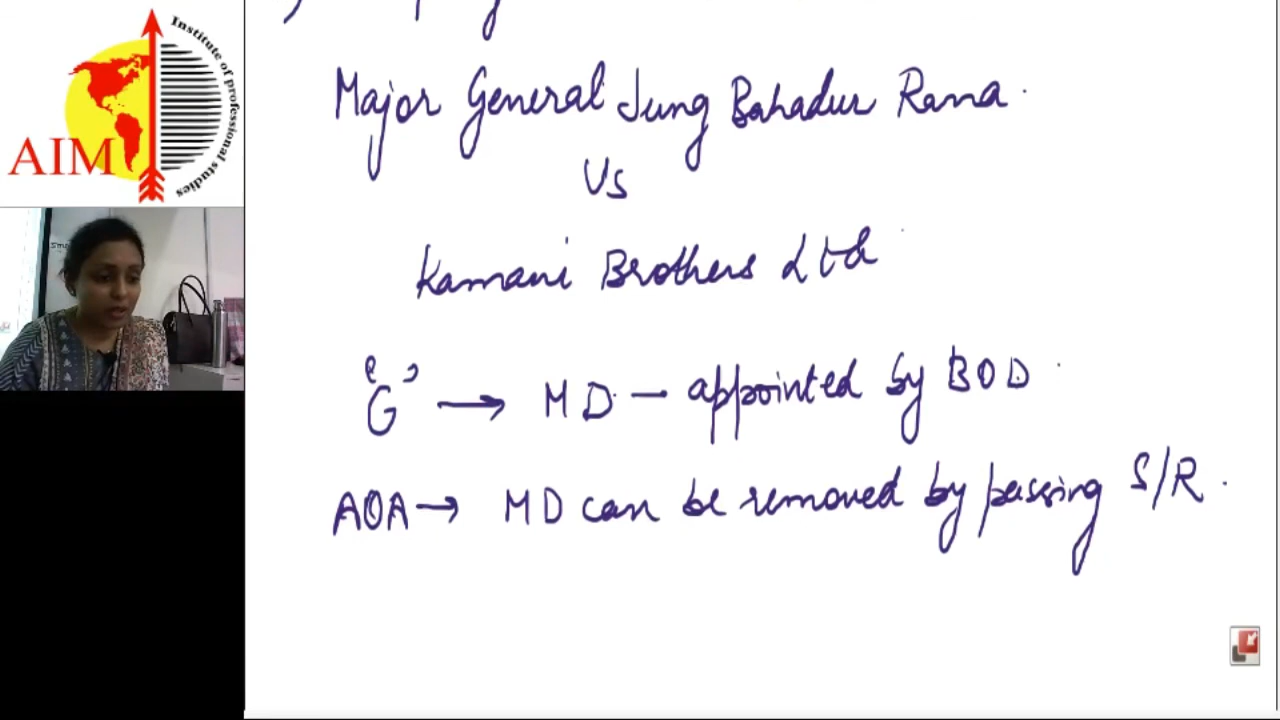 AIM
Institute of professional studies
Major General Jung Bahadur Rana.
Vs
Kamani Brothers Ltd
'G' → MD – appointed by BOD.
AOA → MD can be removed by passing S/R.